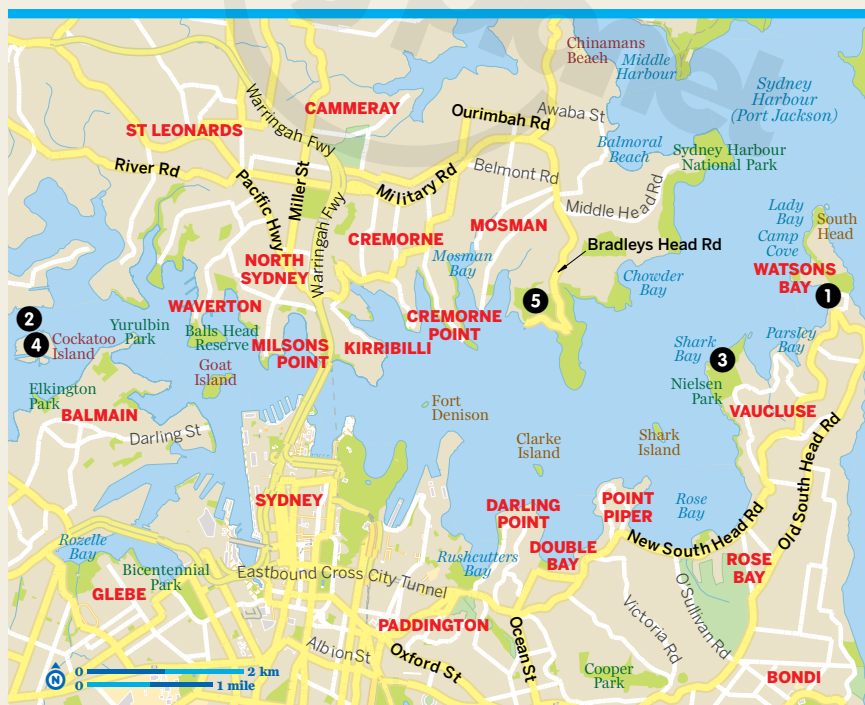 Chinamans
Beach
Middle
Harbour
Sydney
Harbour
(Port Jackson)
Warringah Fwy
CAMMERAY
Ourimbah Rd
Awaba St
ST LEONARDS
Balmoral
Beach
Sydney Harbour
National Park
River Rd
Pacific Hwy
Miller St
Military Rd
Belmont Rd
Middle Head Rd
Lady
Bay
South
Head
Camp
Cove
MOSMAN
CREMORNE
Bradleys Head Rd
Mosman
Bay
NORTH
SYDNEY
Warringah Fwy
Chowder
Bay
WATSONS
BAY
1
5
WAVERTON
CREMORNE
POINT
2
4
Cockatoo
Island
Yurulbin
Park
Balls Head
Reserve
MILSONS
POINT
KIRRIBILLI
Goat
Island
Shark
Bay
3
Parsley
Bay
Nielsen
Park
Elkington
Park
BALMAIN
Darling St
Fort
Denison
VAUCLUSE
Clarke
Island
Shark
Island
Old South Head Rd
SYDNEY
DARLING
POINT
POINT
PIPER
Rose
Bay
New South Head Rd
Rozelle
Bay
Bicentennial
Park
GLEBE
Eastbound Cross City Tunnel
Rushcutters
Bay
DOUBLE
BAY
ROSE
BAY
O'Sullivan Rd
Victoria Rd
PADDINGTON
Albion St
Oxford St
Ocean St
Cooper
Park
BONDI
N
0 2 km
0 1 mile